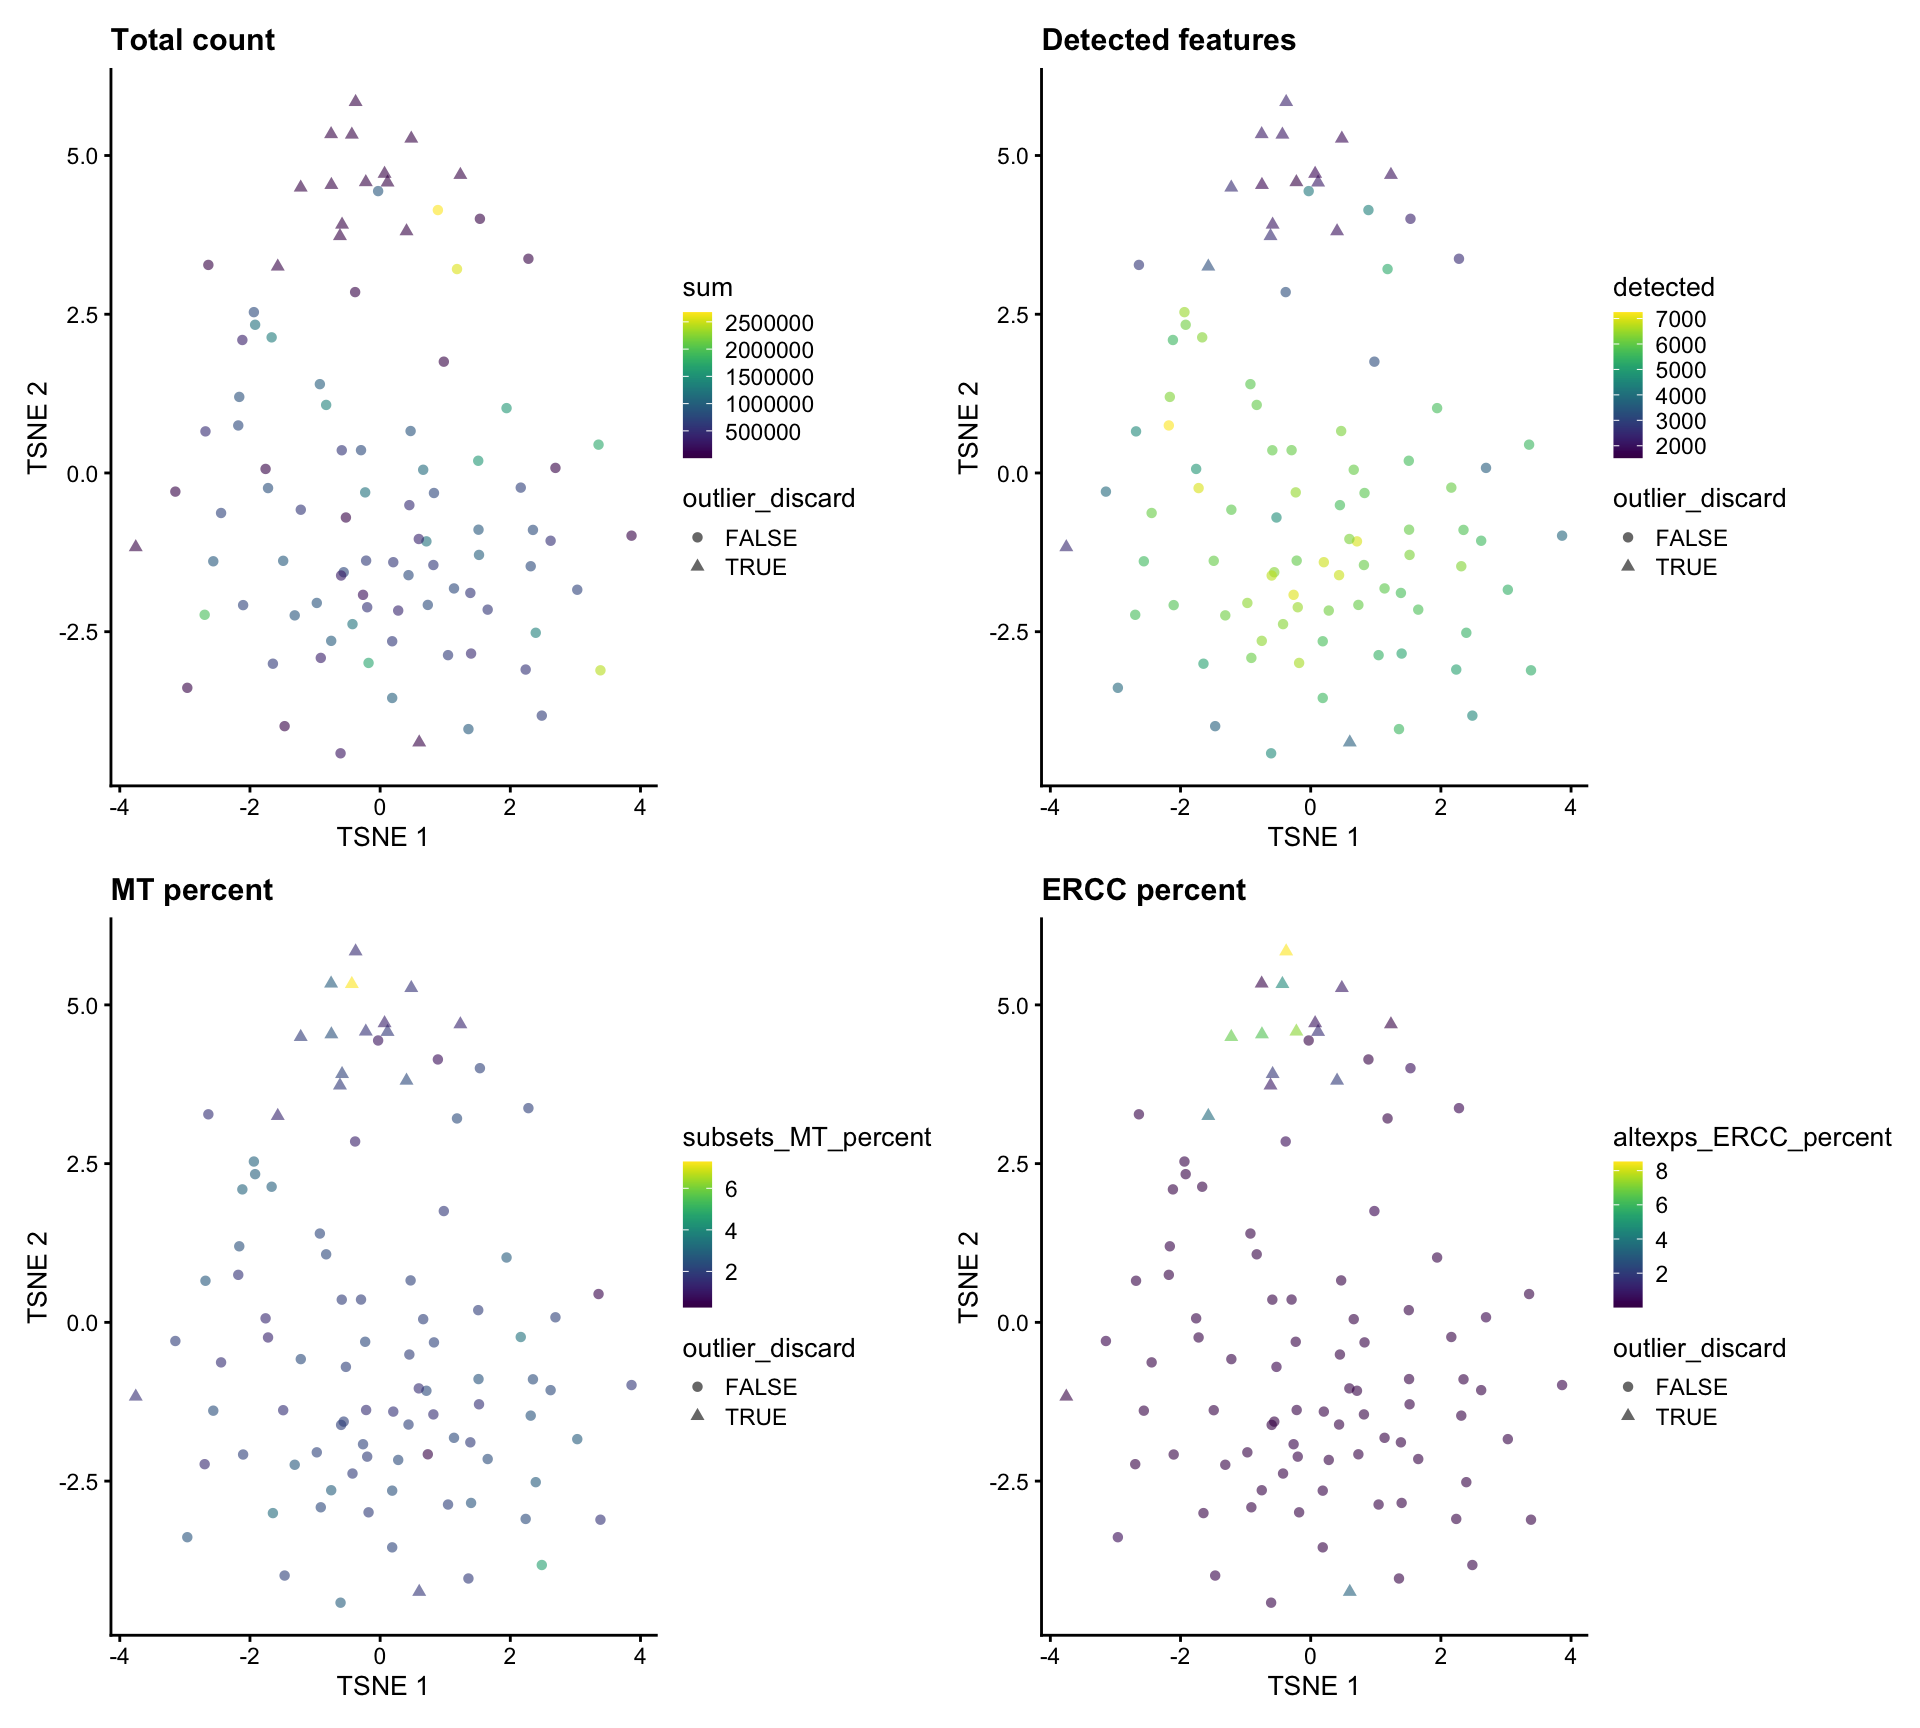 Total count
5.0
2.5
0.0
-2.5
TSNE 2
-4
-2
0
2
4
TSNE 1
sum
2500000
2000000
1500000
1000000
500000
outlier_discard
FALSE
TRUE
Detected features
5.0
2.5
0.0
-2.5
TSNE 2
-4
-2
0
2
4
TSNE 1
detected
7000
6000
5000
4000
3000
2000
outlier_discard
FALSE
TRUE
MT percent
5.0
2.5
0.0
-2.5
TSNE 2
-4
-2
0
2
4
TSNE 1
subsets_MT_percent
6
4
2
outlier_discard
FALSE
TRUE
ERCC percent
5.0
2.5
0.0
-2.5
TSNE 2
-4
-2
0
2
4
TSNE 1
altexps_ERCC_percent
8
6
4
2
outlier_discard
FALSE
TRUE